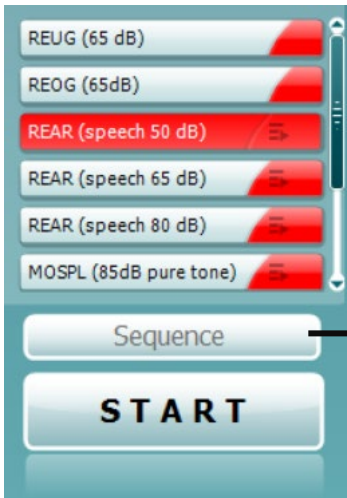 REUG (65 dB)
REOG (65dB)
REAR (speech 50 dB)
REAR (speech 65 dB)
REAR (speech 80 dB)
MOSPL (85dB pure tone)
Sequence
START